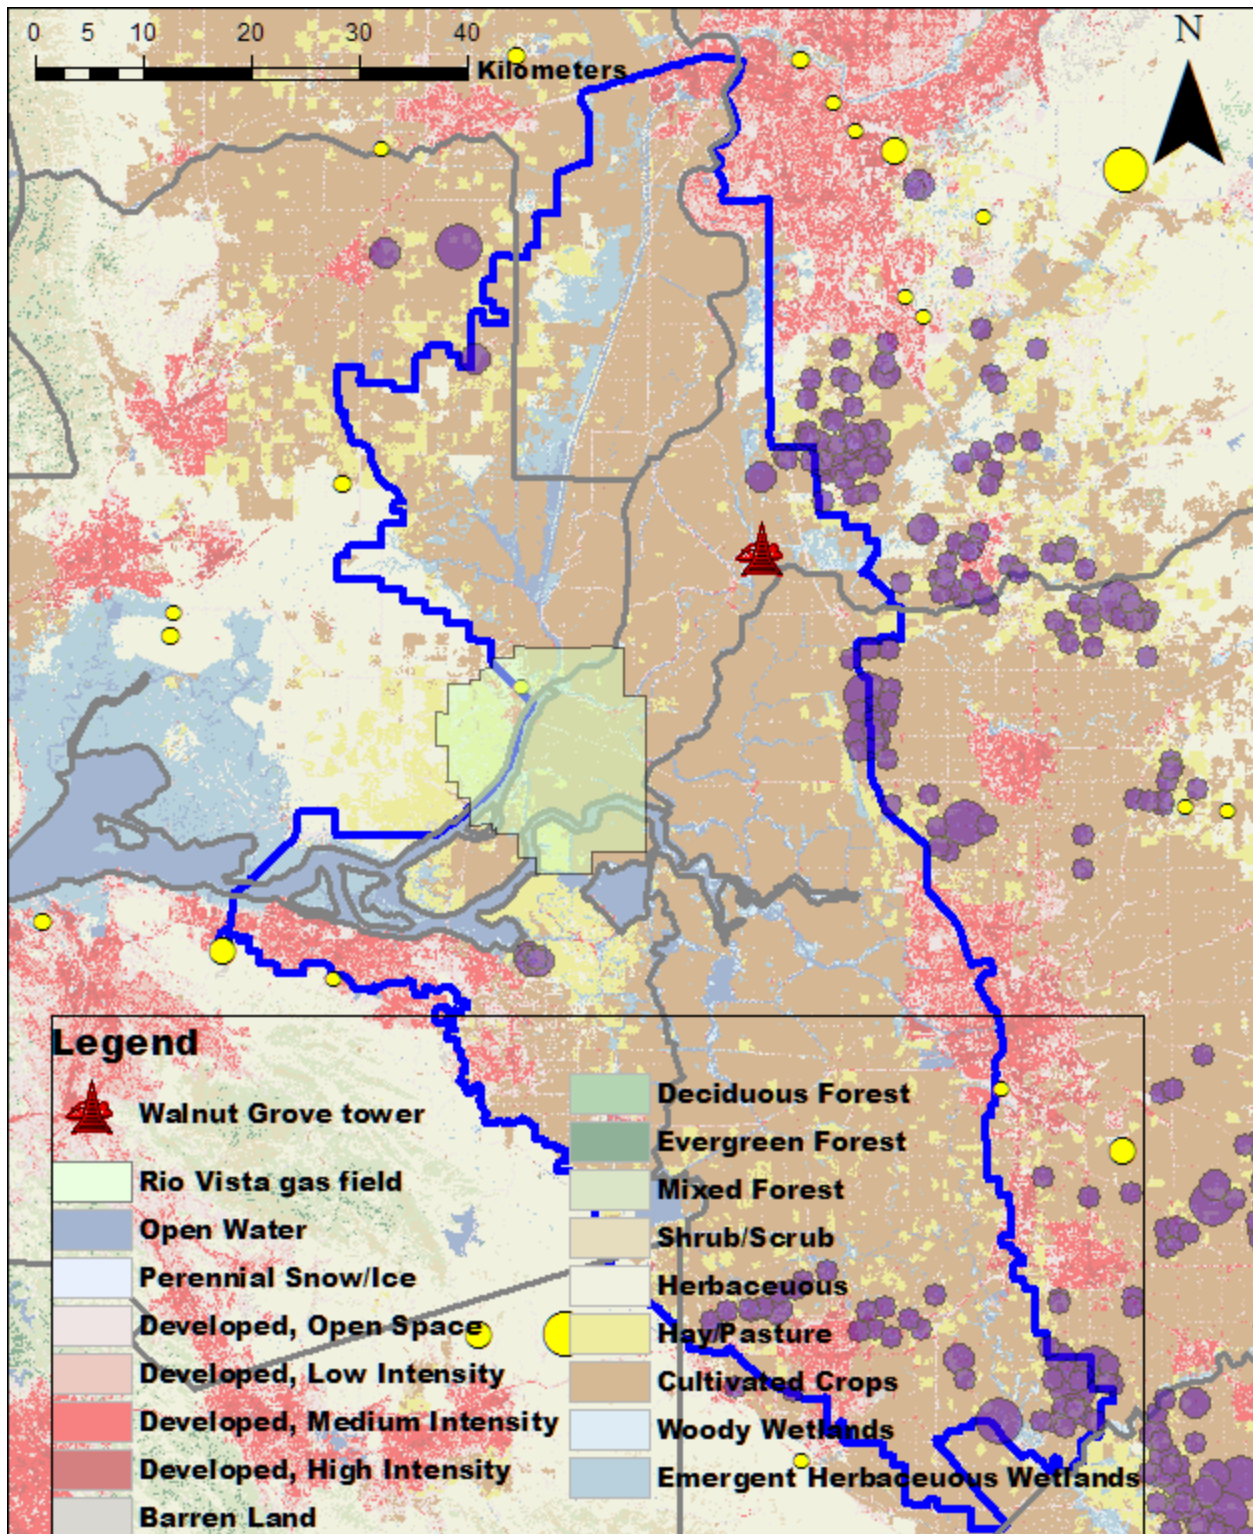 0 5 10 20 30 40
Kilometers
N
Legend
Walnut Grove tower
Rio Vista gas field
Open Water
Perennial Snow/Ice
Developed, Open Space
Developed, Low Intensity
Developed, Medium Intensity
Developed, High Intensity
Barren Land
Deciduous Forest
Evergreen Forest
Mixed Forest
Shrub/Scrub
Herbaceuous
Hay/Pasture
Cultivated Crops
Woody Wetlands
Emergent Herbaceuous Wetlands